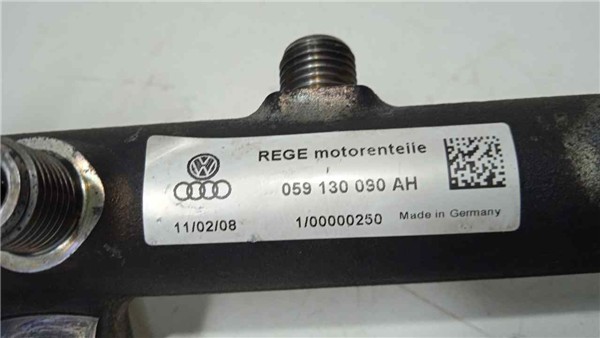 REGE motorenteile
059 130 090 AH
11/02/08 1/00000250 Made in Germany